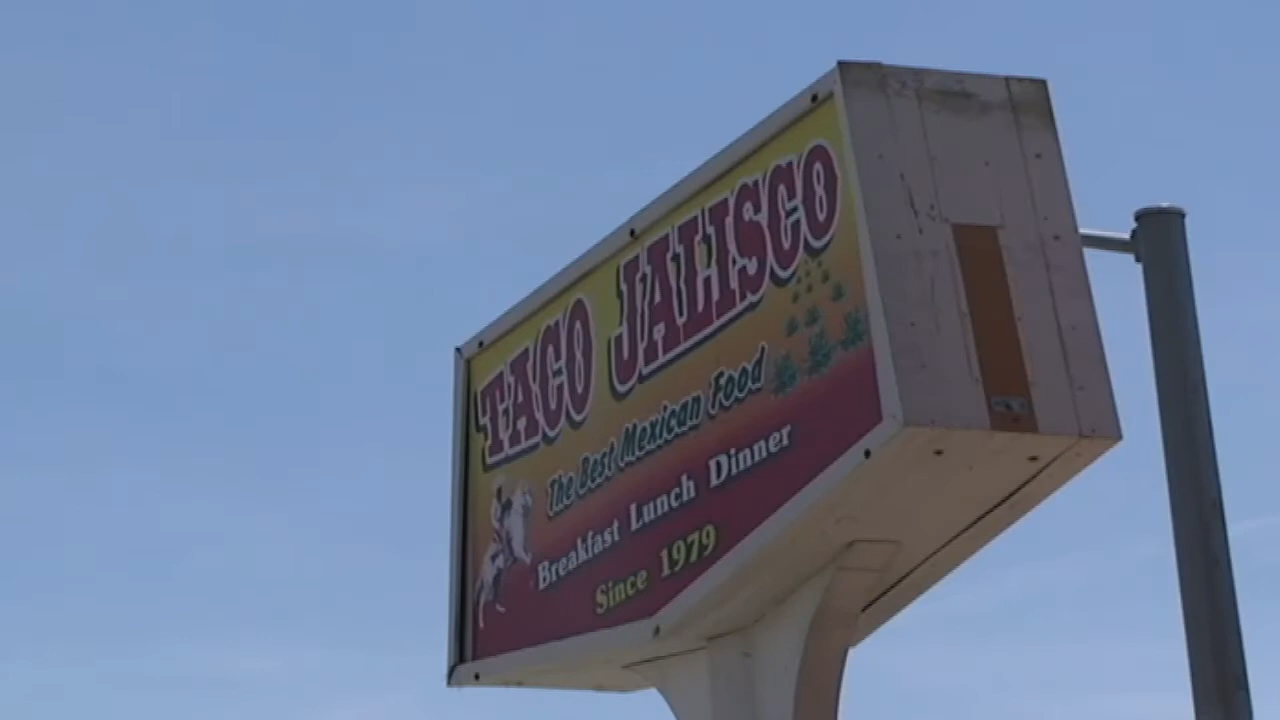 TACO JALISCO
The Best Mexican Food
Breakfast Lunch Dinner
Since 1979